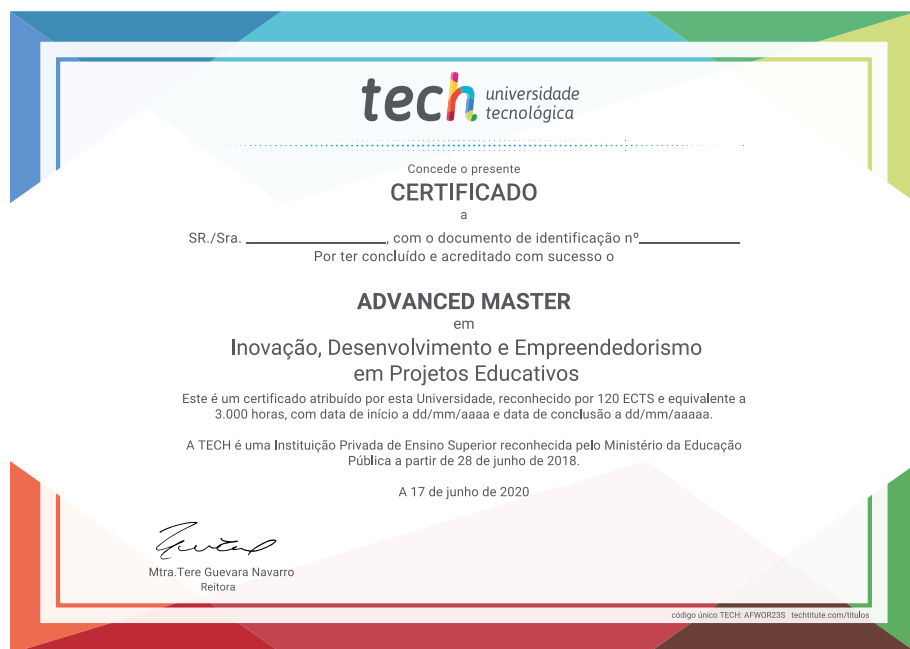 tech universidade
tecnológica
Concede o presente
CERTIFICADO
a
SR./Sra. ________________, com o documento de identificação nº____________
Por ter concluído e acreditado com sucesso o
ADVANCED MASTER
em
Inovação, Desenvolvimento e Empreendedorismo
em Projetos Educativos
Este é um certificado atribuído por esta Universidade, reconhecido por 120 ECTS e equivalente a
3.000 horas, com data de início a dd/mm/aaaa e data de conclusão a dd/mm/aaaaa.
A TECH é uma Instituição Privada de Ensino Superior reconhecida pelo Ministério da Educação
Pública a partir de 28 de junho de 2018.
A 17 de junho de 2020
Mtra.Tere Guevara Navarro
Reitora
código único TECH: AFWOR23S techtitute.com/titulos